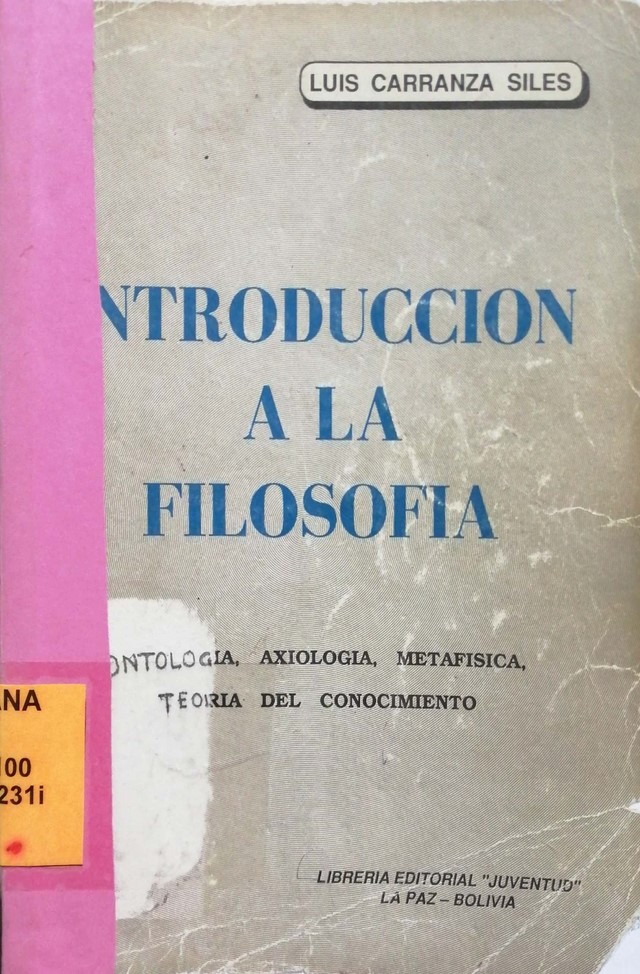 LUIS CARRANZA SILES
NTRODUCCION
A LA
FILOSOFIA
ONTOLOGIA, AXIOLOGIA, METAFISICA,
TEORIA DEL CONOCIMIENTO
NA
100
231i
LIBRERIA EDITORIAL "JUVENTUD"
LA PAZ – BOLIVIA